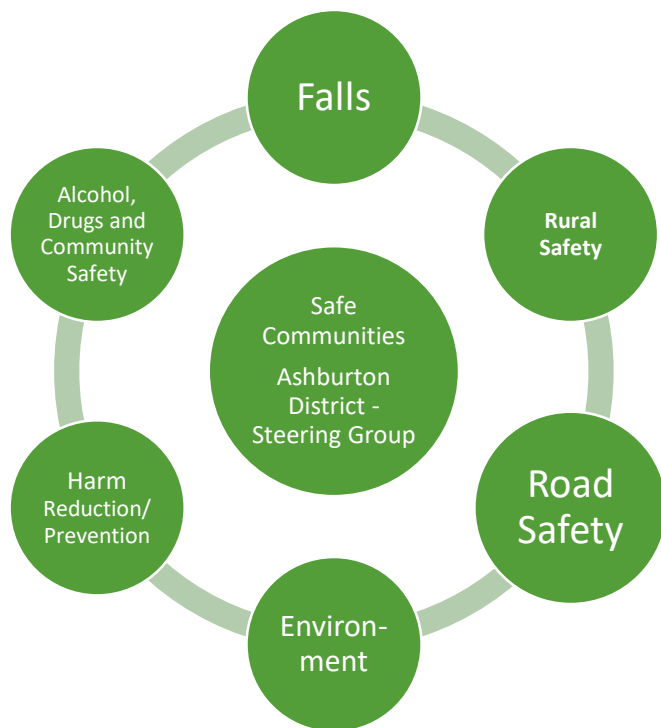 Falls
Rural
Safety
Road
Safety
Environ-
ment
Harm
Reduction/
Prevention
Alcohol,
Drugs and
Community
Safety
Safe
Communities
Ashburton
District -
Steering Group